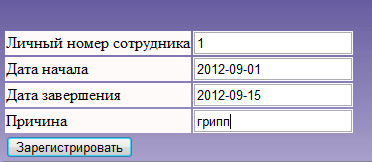 Личный номер сотрудника 1
Дата начала 2012-09-01
Дата завершения 2012-09-15
Причина грипп
Зарегистрировать